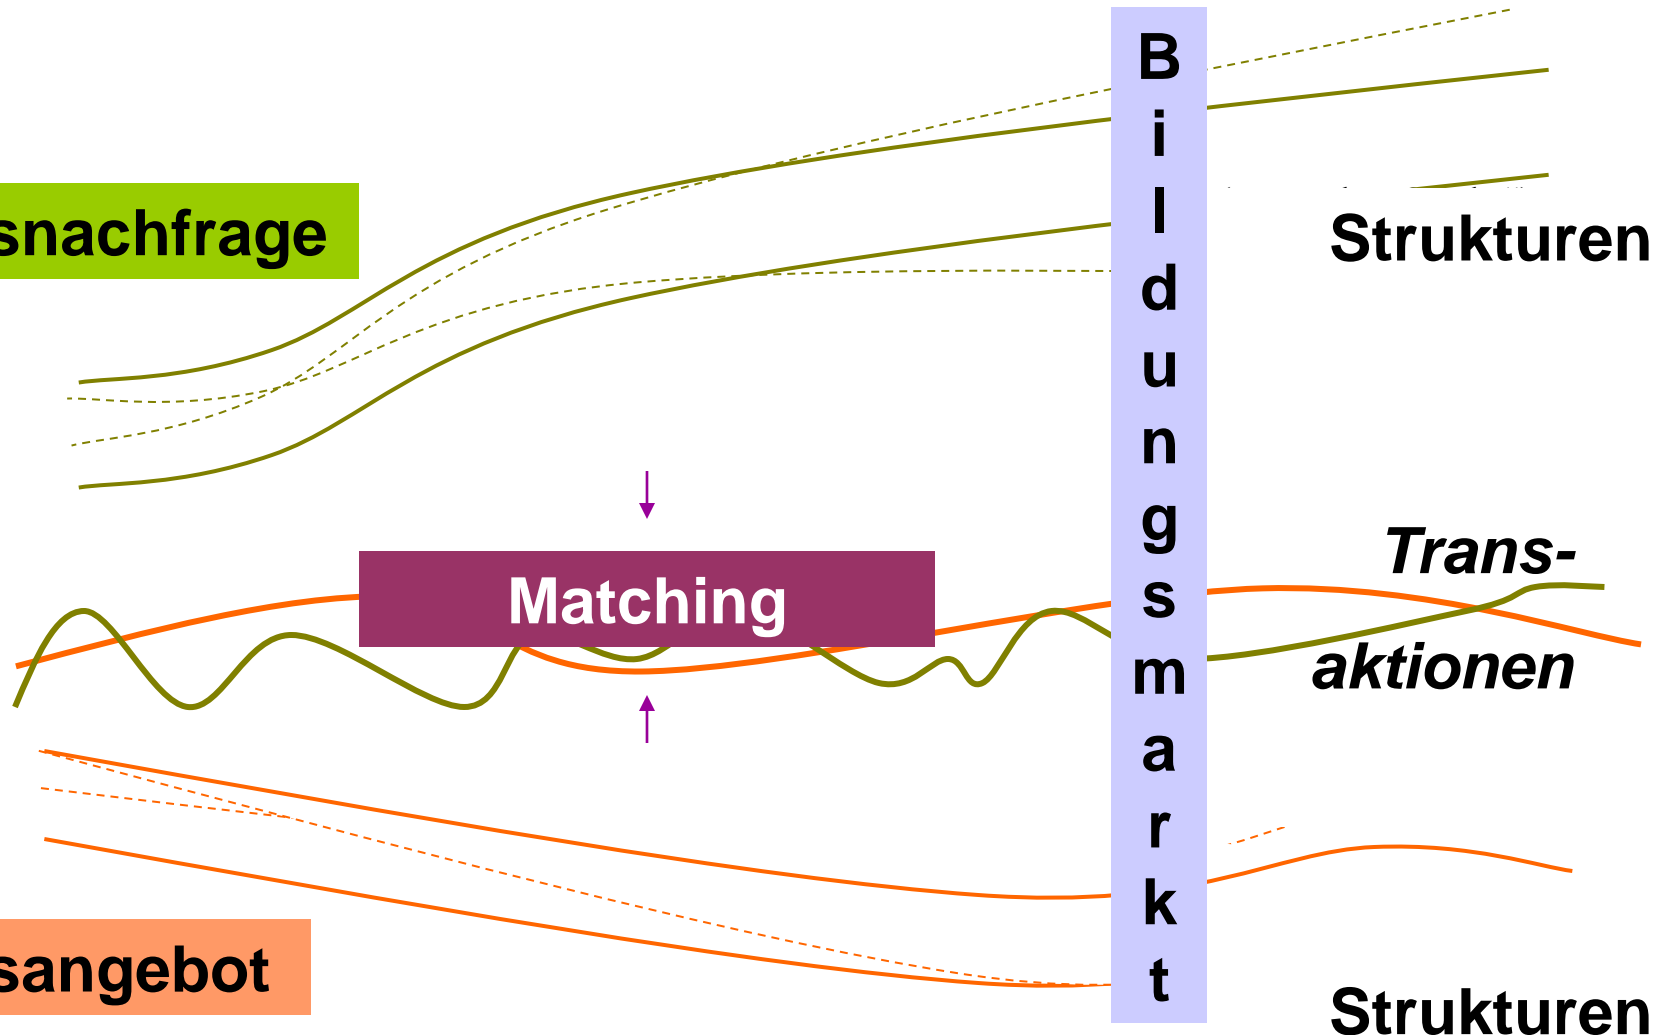 Bildungsmarkt
snachfrage
Strukturen
Trans-
aktionen
Matching
sangebot
Strukturen